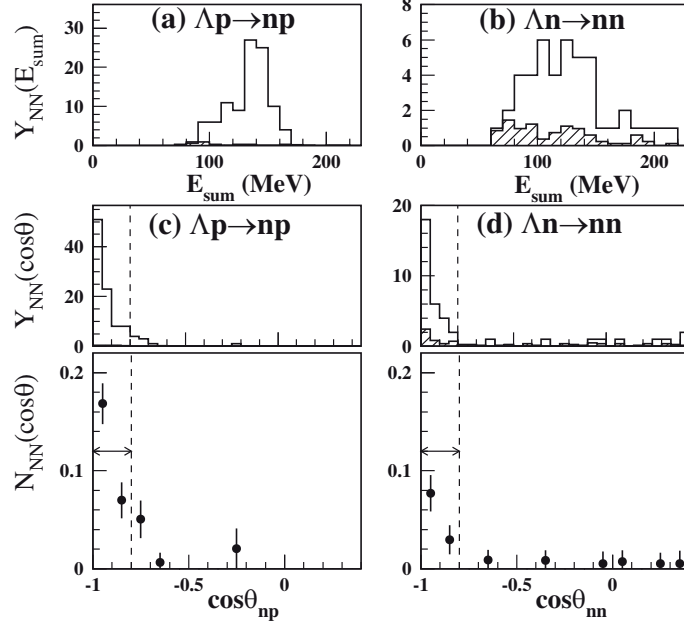 (a) Λp→np
(b) Λn→nn
Y_NN(E_sum)
30
20
10
0
8
6
4
2
0
0 100 200
0 100 200
E_sum (MeV)
E_sum (MeV)
(c) Λp→np
(d) Λn→nn
Y_NN(cosθ)
40
20
0
20
10
0
N_NN(cosθ)
0.2
0.1
0
0.2
0.1
0
-1 -0.5 0
-1 -0.5 0
cosθ_np
cosθ_nn